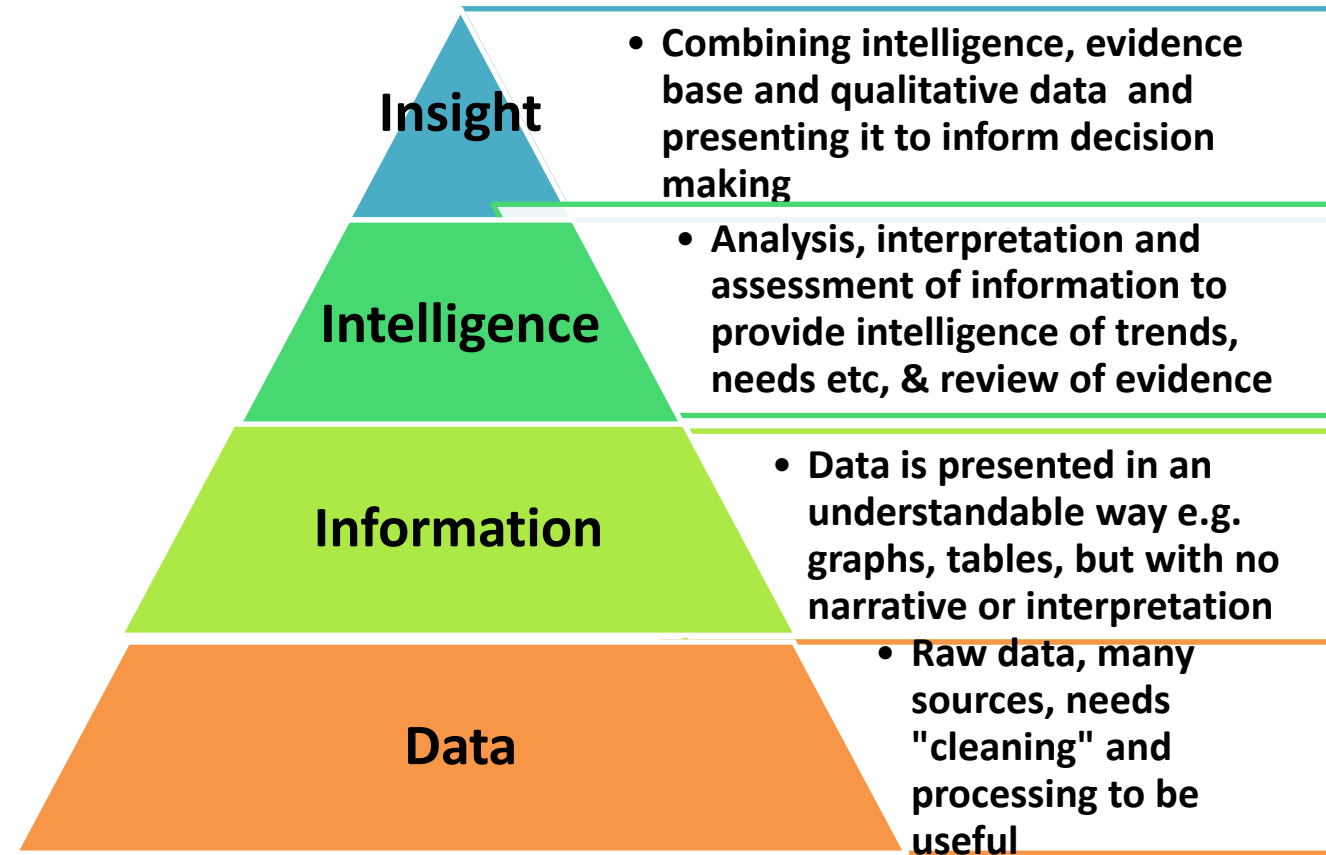 Insight
• Combining intelligence, evidence
base and qualitative data and
presenting it to inform decision
making
Intelligence
• Analysis, interpretation and
assessment of information to
provide intelligence of trends,
needs etc, & review of evidence
Information
• Data is presented in an
understandable way e.g.
graphs, tables, but with no
narrative or interpretation
Data
• Raw data, many
sources, needs
"cleaning" and
processing to be
useful